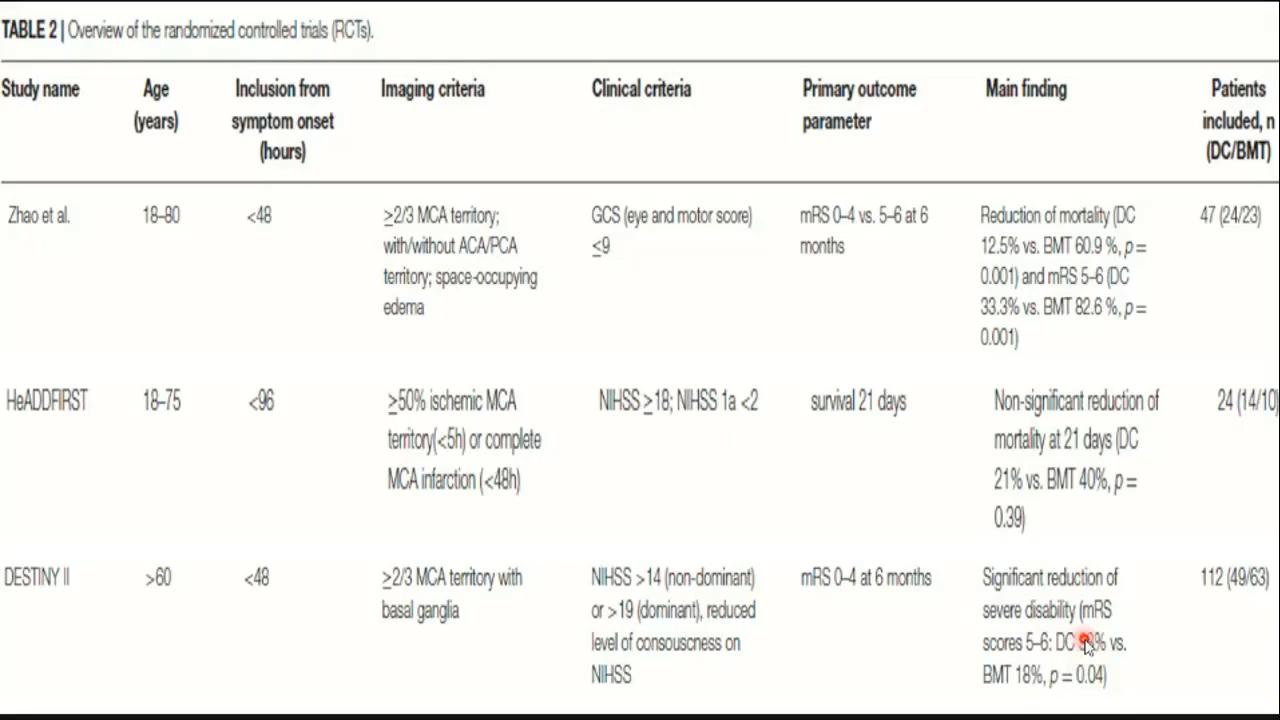 TABLE 2 | Overview of the randomized controlled trials (RCTs).
Study name
Age
(years)
Inclusion from
symptom onset
(hours)
Imaging criteria
Clinical criteria
Primary outcome
parameter
Main finding
Patients
included, n
(DC/BMT)
Zhao et al.
18–80
<48
≥2/3 MCA territory;
with/without ACA/PCA
territory; space-occupying
edema
GCS (eye and motor score)
≤9
mRS 0–4 vs. 5–6 at 6
months
Reduction of mortality (DC
12.5% vs. BMT 60.9 %, p =
0.001) and mRS 5–6 (DC
33.3% vs. BMT 82.6 %, p =
0.001)
47 (24/23)
HeADDFIRST
18–75
<96
≥50% ischemic MCA
territory(<5h) or complete
MCA infarction (<48h)
NIHSS ≥18; NIHSS 1a <2
survival 21 days
Non-significant reduction of
mortality at 21 days (DC
21% vs. BMT 40%, p =
0.39)
24 (14/10)
DESTINY II
>60
<48
≥2/3 MCA territory with
basal ganglia
NIHSS >14 (non-dominant)
or >19 (dominant), reduced
level of consouscness on
NIHSS
mRS 0–4 at 6 months
Significant reduction of
severe disability (mRS
scores 5–6: DC vs.
BMT 18%, p = 0.04)
112 (49/63)